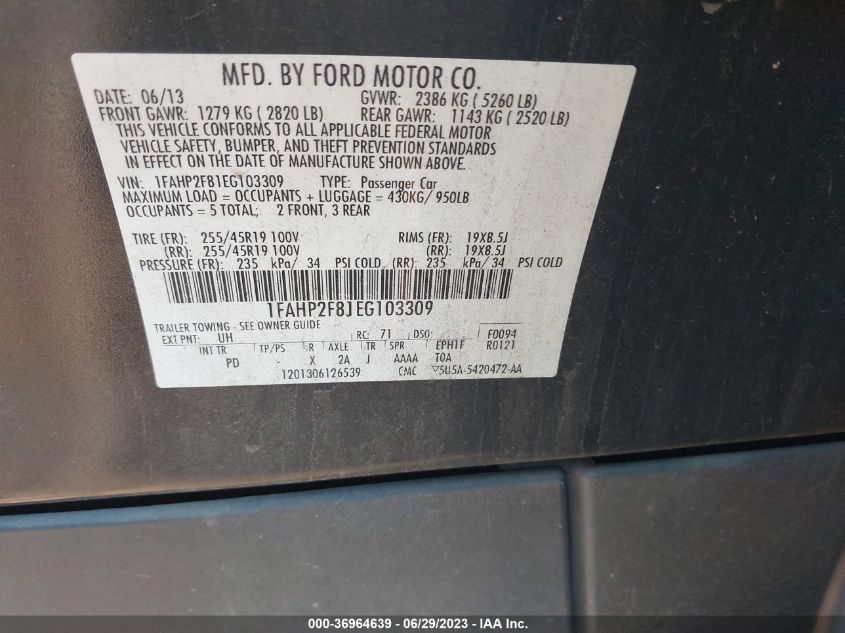 MFD. BY FORD MOTOR CO.
DATE: 06/13 GVWR: 2386 KG ( 5260 LB)
FRONT GAWR: 1279 KG ( 2820 LB) REAR GAWR: 1143 KG ( 2520 LB)
THIS VEHICLE CONFORMS TO ALL APPLICABLE FEDERAL MOTOR
VEHICLE SAFETY, BUMPER, AND THEFT PREVENTION STANDARDS
IN EFFECT ON THE DATE OF MANUFACTURE SHOWN ABOVE.
VIN: 1FAHP2F81EG103309 TYPE: Passenger Car
MAXIMUM LOAD = OCCUPANTS + LUGGAGE = 430KG/ 950LB
OCCUPANTS = 5 TOTAL; 2 FRONT, 3 REAR
TIRE (FR): 255/45R19 100V RIMS (FR): 19X8.5J
(RR): 255/45R19 100V (RR): 19X8.5J
PRESSURE (FR): 235 kPa/ 34 PSI COLD (RR): 235 kPa/ 34 PSI COLD
1FAHP2F81EG103309
TRAILER TOWING - SEE OWNER GUIDE
EXT PNT: UH RC: 71 DSO: F0094
INT TR TP/PS R AXLE TR SPR EPH1F R0121
PD - X 2A J AAAA T0A
1201306126539 CMC 5U5A-5420472-AA
000-36964639 - 06/29/2023 - IAA Inc.